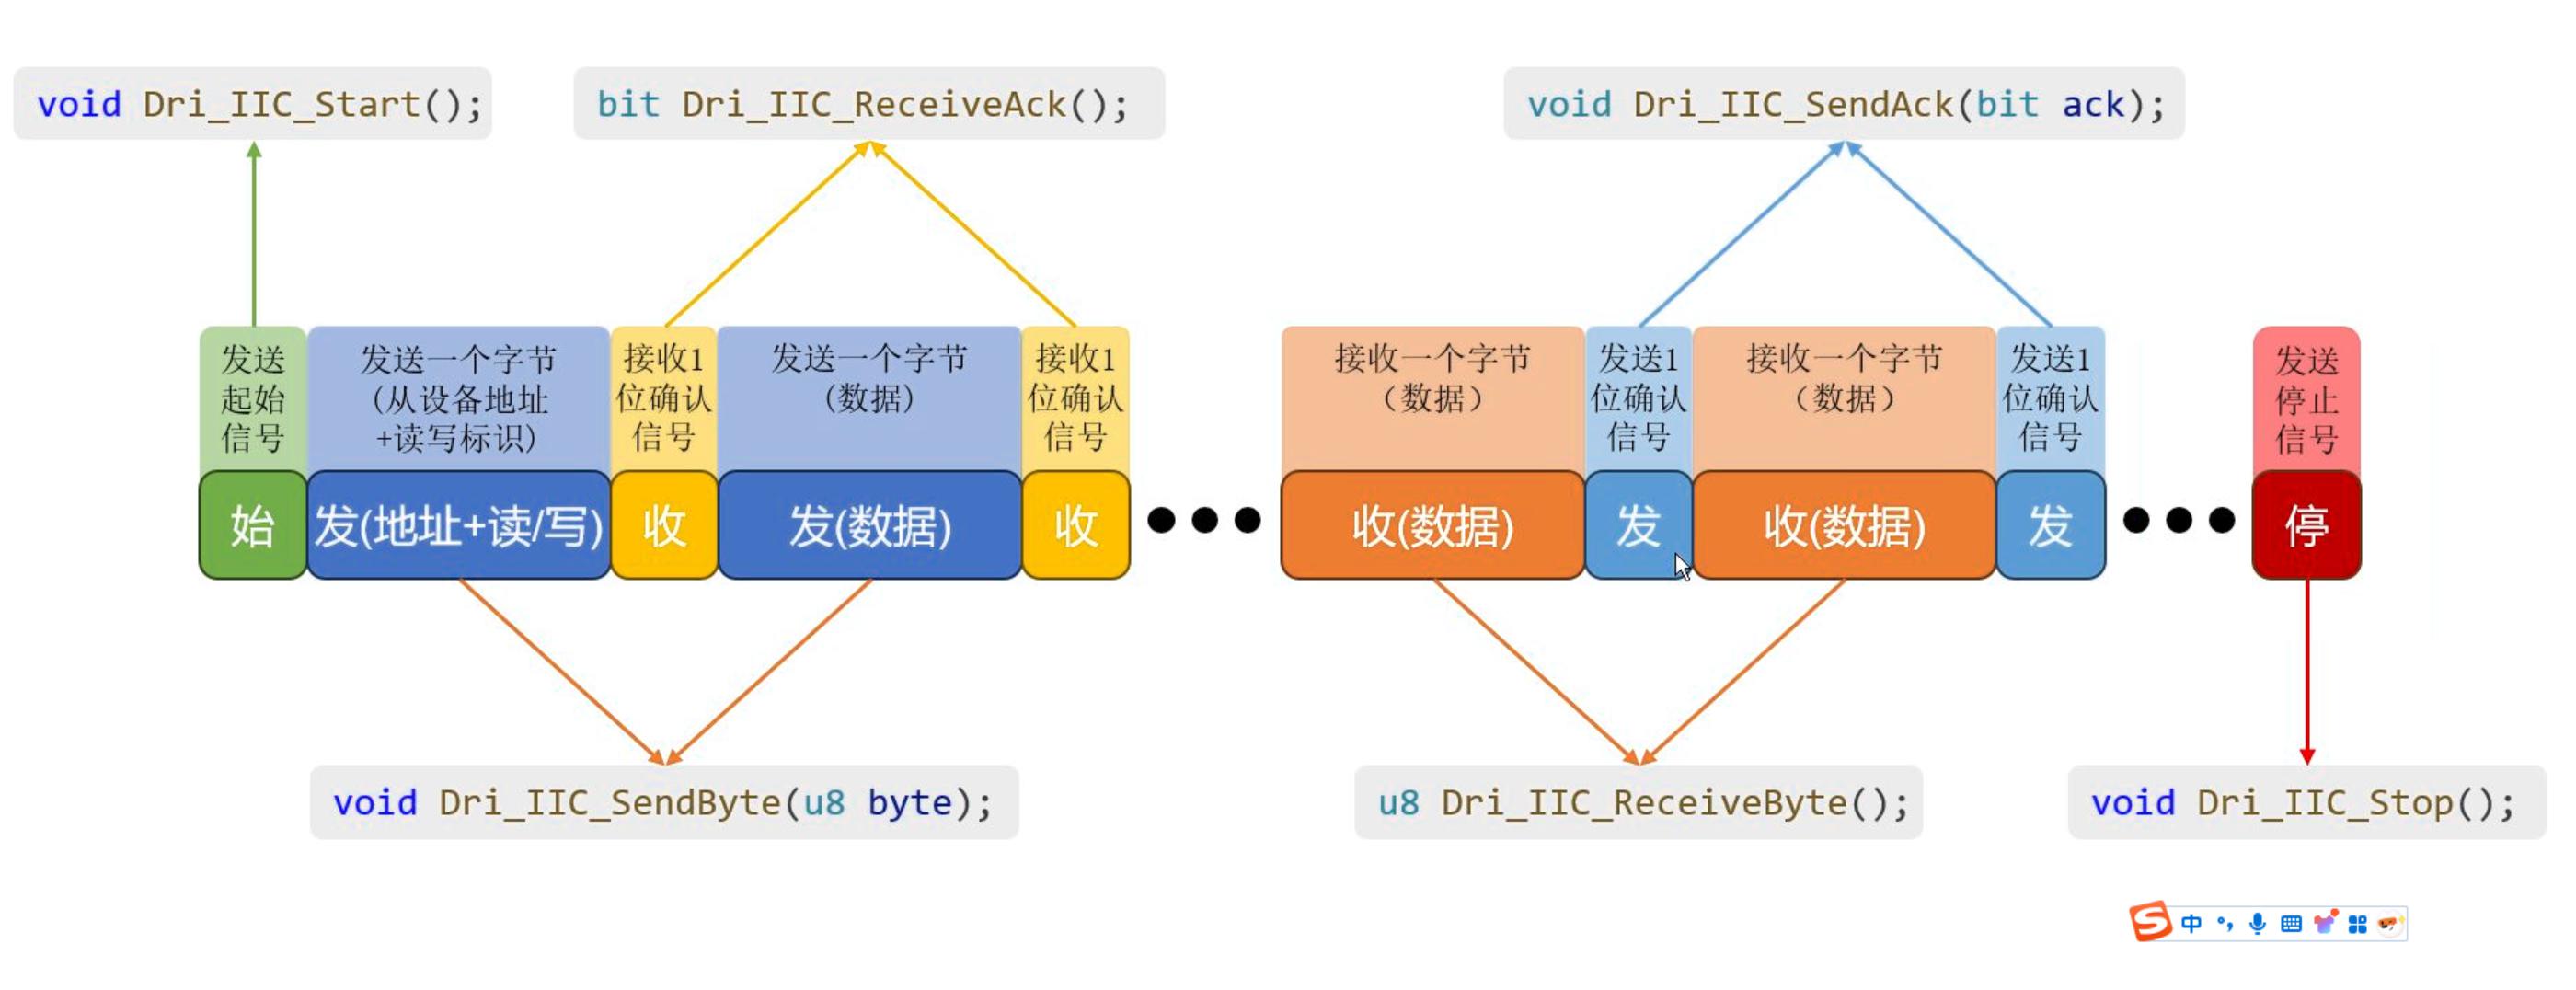 void Dri_IIC_Start();
bit Dri_IIC_ReceiveAck();
void Dri_IIC_SendAck(bit ack);
发送
起始
信号
发送一个字节
(从设备地址
+读写标识)
接收1
位确认
信号
发送一个字节
(数据)
接收1
位确认
信号
接收一个字节
（数据）
发送1
位确认
信号
接收一个字节
（数据）
发送1
位确认
信号
发送
停止
信号
始
发(地址+读/写)
收
发(数据)
收
收(数据)
发
收(数据)
发
停
void Dri_IIC_SendByte(u8 byte);
u8 Dri_IIC_ReceiveByte();
void Dri_IIC_Stop();
S 中